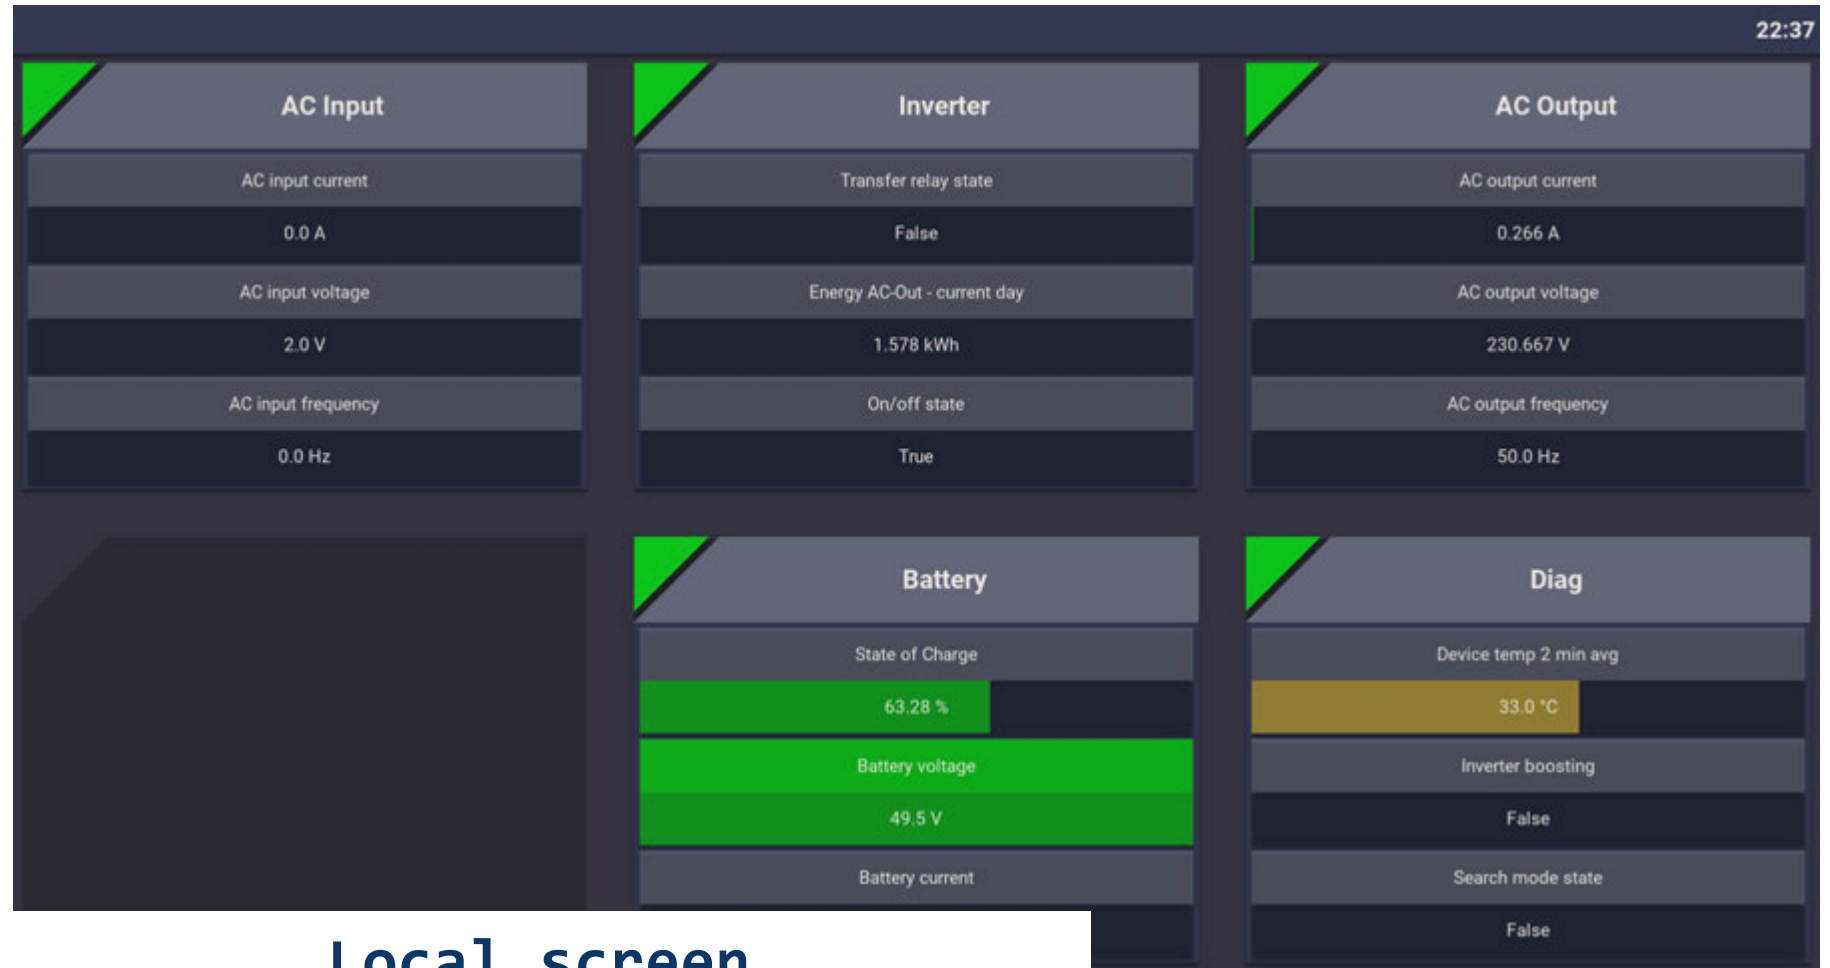 22:37
AC Input
AC input current
0.0 A
AC input voltage
2.0 V
AC input frequency
0.0 Hz
Inverter
Transfer relay state
False
Energy AC-Out - current day
1.578 kWh
On/off state
True
AC Output
AC output current
0.266 A
AC output voltage
230.667 V
AC output frequency
50.0 Hz
Battery
State of Charge
63.28 %
Battery voltage
49.5 V
Battery current
Diag
Device temp 2 min avg
33.0 °C
Inverter boosting
False
Search mode state
False
Local screen